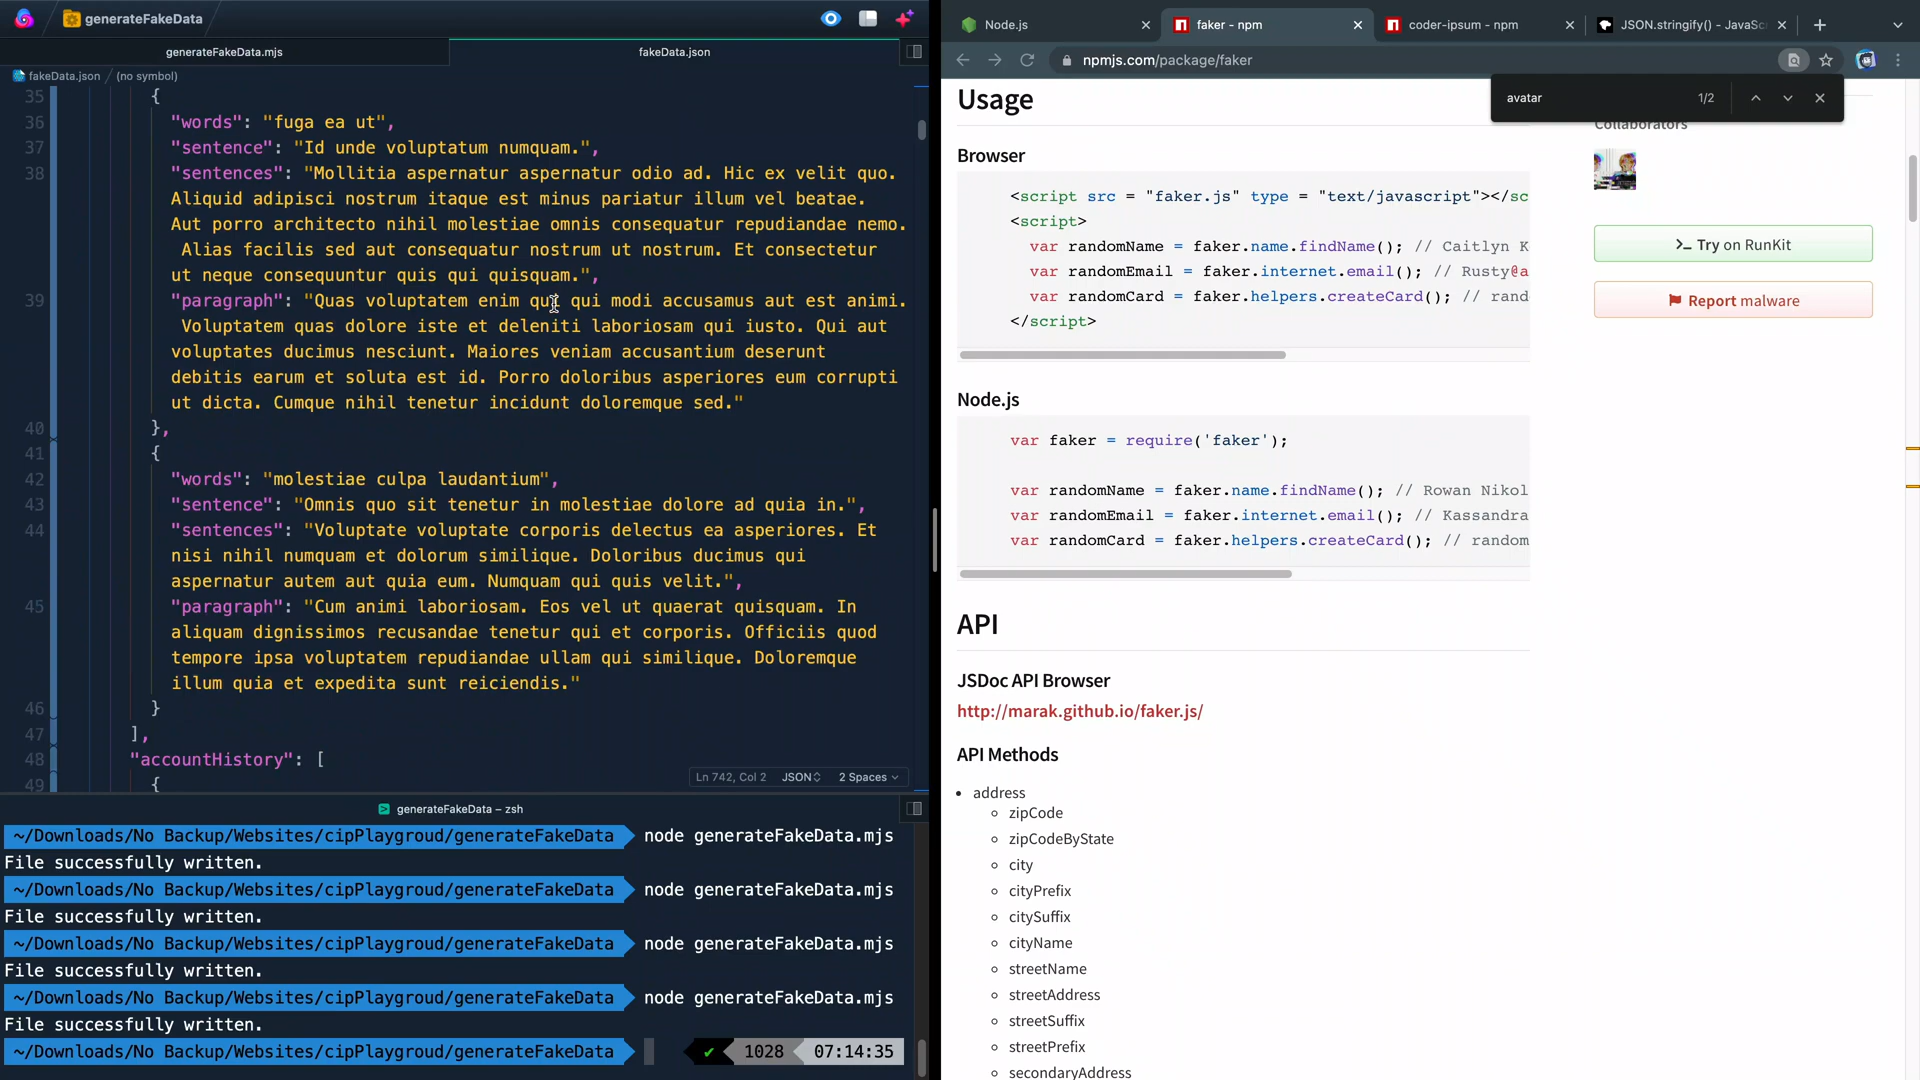 generateFakeData
generateFakeData.mjs
fakeData.json
fakeData.json
(no symbol)
35 {
36 "words": "fuga ea ut",
37 "sentence": "Id unde voluptatum numquam.",
38 "sentences": "Mollitia aspernatur aspernatur odio ad. Hic ex velit quo.
Aliquid adipisci nostrum itaque est minus pariatur illum vel beatae.
Aut porro architecto nihil molestiae omnis consequatur repudiandae nemo.
Alias facilis sed aut consequatur nostrum ut nostrum. Et consectetur
ut neque consequuntur quis qui quisquam.",
39 "paragraph": "Quas voluptatem enim qui qui modi accusamus aut est animi.
Voluptatem quas dolore iste et deleniti laboriosam qui iusto. Qui aut
voluptates ducimus nesciunt. Maiores veniam accusantium deserunt
debitis earum et soluta est id. Porro doloribus asperiores eum corrupti
ut dicta. Cumque nihil tenetur incidunt doloremque sed."
40 },
41 {
42 "words": "molestiae culpa laudantium",
43 "sentence": "Omnis quo sit tenetur in molestiae dolore ad quia in.",
44 "sentences": "Voluptate voluptate corporis delectus ea asperiores. Et
nisi nihil numquam et dolorum similique. Doloribus ducimus qui
aspernatur autem aut quia eum. Numquam qui quis velit.",
45 "paragraph": "Cum animi laboriosam. Eos vel ut quaerat quisquam. In
aliquam dignissimos recusandae tenetur qui et corporis. Officiis quod
tempore ipsa voluptatem repudiandae ullam qui similique. Doloremque
illum quia et expedita sunt reiciendis."
46 }
47 ],
48 "accountHistory": [
49 {
Ln 742, Col 2 JSON 2 Spaces
generateFakeData – zsh
~/Downloads/No Backup/Websites/cipPlaygroud/generateFakeData node generateFakeData.mjs
File successfully written.
~/Downloads/No Backup/Websites/cipPlaygroud/generateFakeData node generateFakeData.mjs
File successfully written.
~/Downloads/No Backup/Websites/cipPlaygroud/generateFakeData node generateFakeData.mjs
File successfully written.
~/Downloads/No Backup/Websites/cipPlaygroud/generateFakeData node generateFakeData.mjs
File successfully written.
~/Downloads/No Backup/Websites/cipPlaygroud/generateFakeData ✔ 1028 07:14:35
Node.js
faker - npm
coder-ipsum - npm
JSON.stringify() - JavaSc
npmjs.com/package/faker
avatar 1/2
Usage
Collaborators
Browser
<script src = "faker.js" type = "text/javascript"></sc
<script>
var randomName = faker.name.findName(); // Caitlyn K
var randomEmail = faker.internet.email(); // Rusty@a
var randomCard = faker.helpers.createCard(); // rand
</script>
>_ Try on RunKit
Report malware
Node.js
var faker = require('faker');
var randomName = faker.name.findName(); // Rowan Nikol
var randomEmail = faker.internet.email(); // Kassandra
var randomCard = faker.helpers.createCard(); // random
API
JSDoc API Browser
http://marak.github.io/faker.js/
API Methods
address
zipCode
zipCodeByState
city
cityPrefix
citySuffix
cityName
streetName
streetAddress
streetSuffix
streetPrefix
secondaryAddress